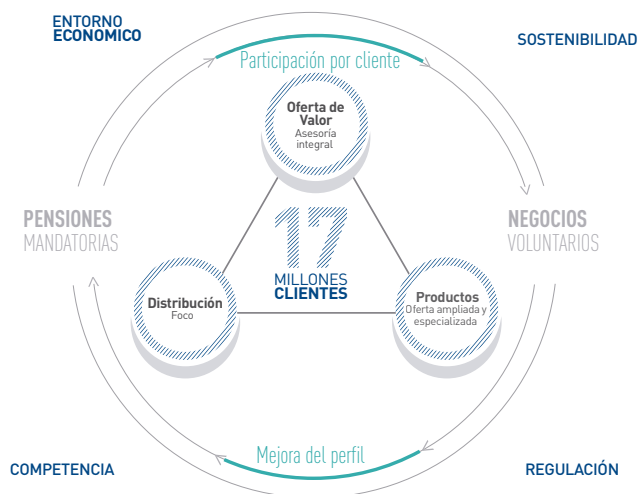 ENTORNO
ECONOMICO
SOSTENIBILIDAD
Participación por cliente
Oferta de
Valor
Asesoría
integral
PENSIONES
MANDATORIAS
NEGOCIOS
VOLUNTARIOS
17
MILLONES
CLIENTES
Distribución
Foco
Productos
Oferta ampliada y
especializada
Mejora del perfil
COMPETENCIA
REGULACIÓN